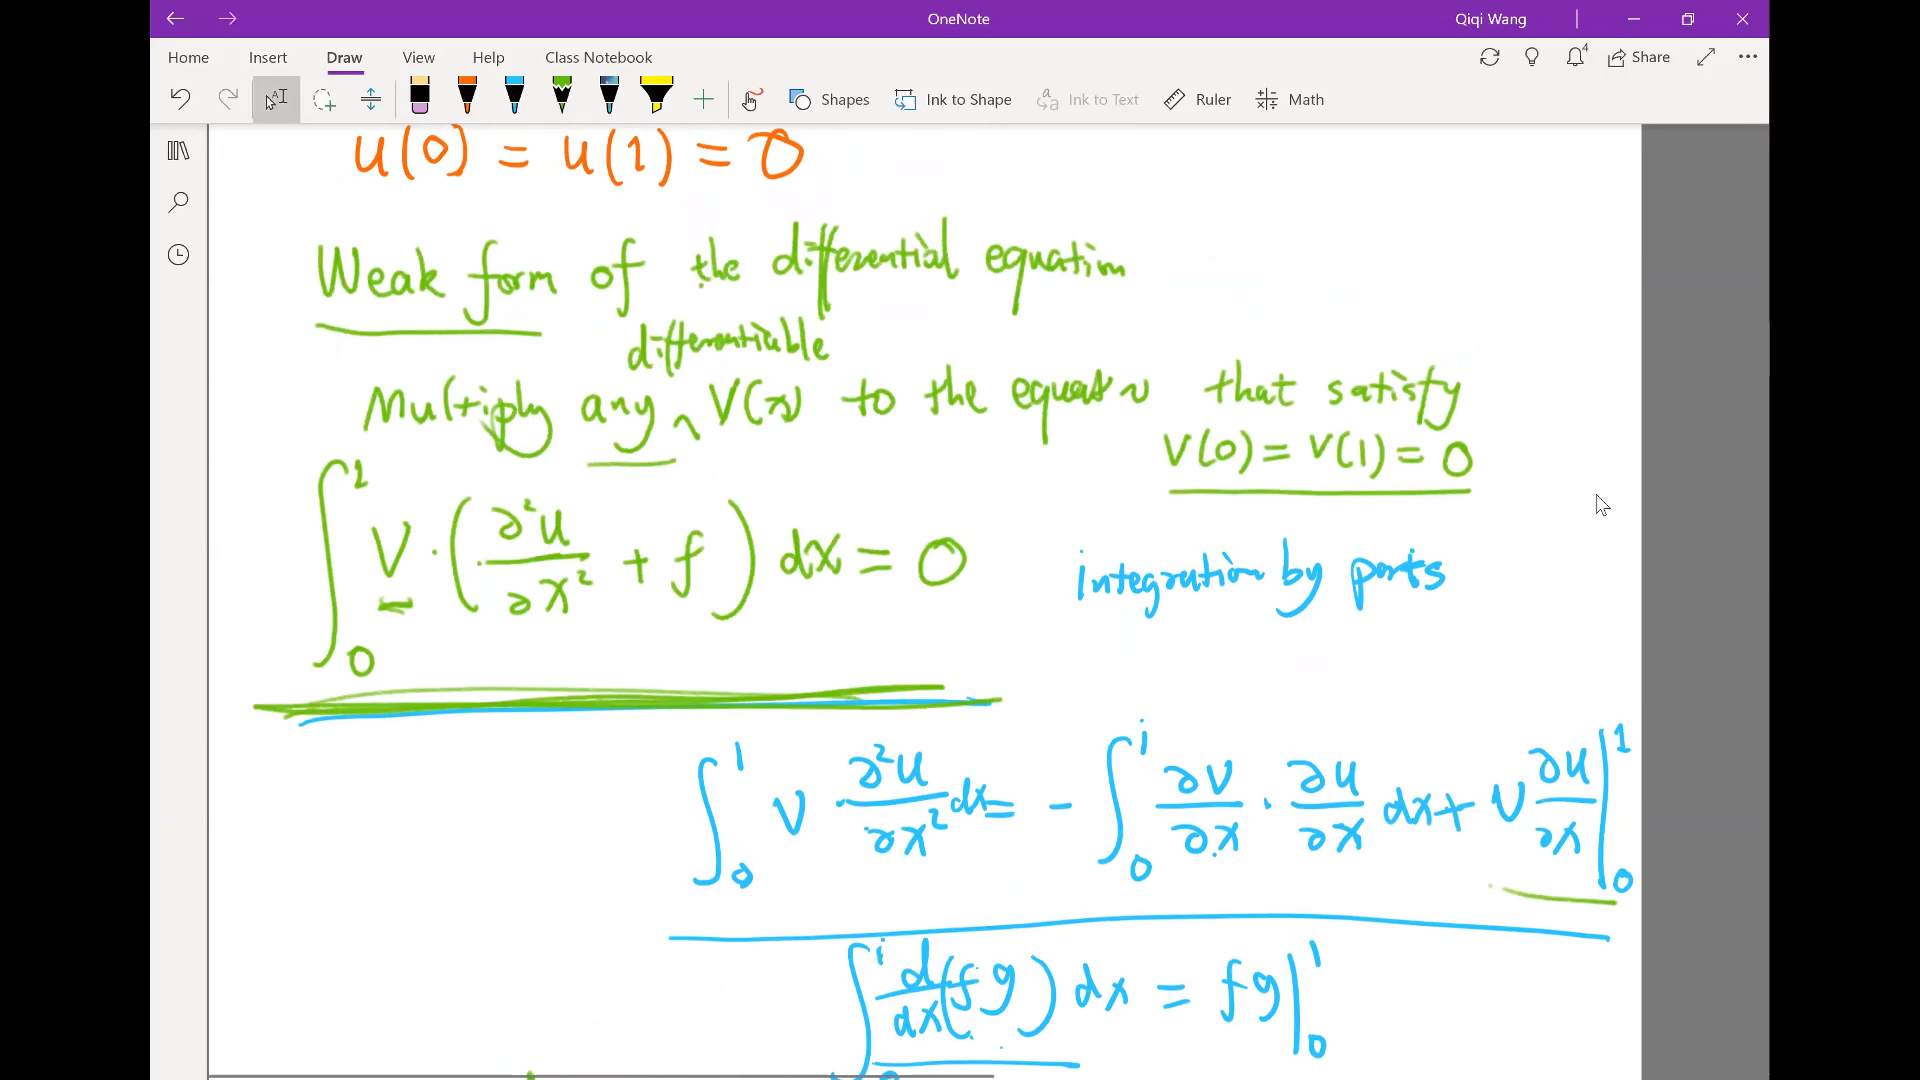 OneNote
Qiqi Wang
Home Insert Draw View Help Class Notebook
4 Share
Shapes Ink to Shape Ink to Text Ruler Math
u(0) = u(1) = 0
Weak form of the differential equation
differentiable
Multiply any ^ V(x) to the equation that satisfy
V(0) = V(1) = 0
∫₀¹ V · (∂²u/∂x² + f) dx = 0
integration by parts
∫₀¹ V ∂²u/∂x² dx = - ∫₀¹ ∂V/∂x · ∂u/∂x dx + V ∂u/∂x |₀¹
∫₀¹ d/dx (fg) dx = fg |₀¹